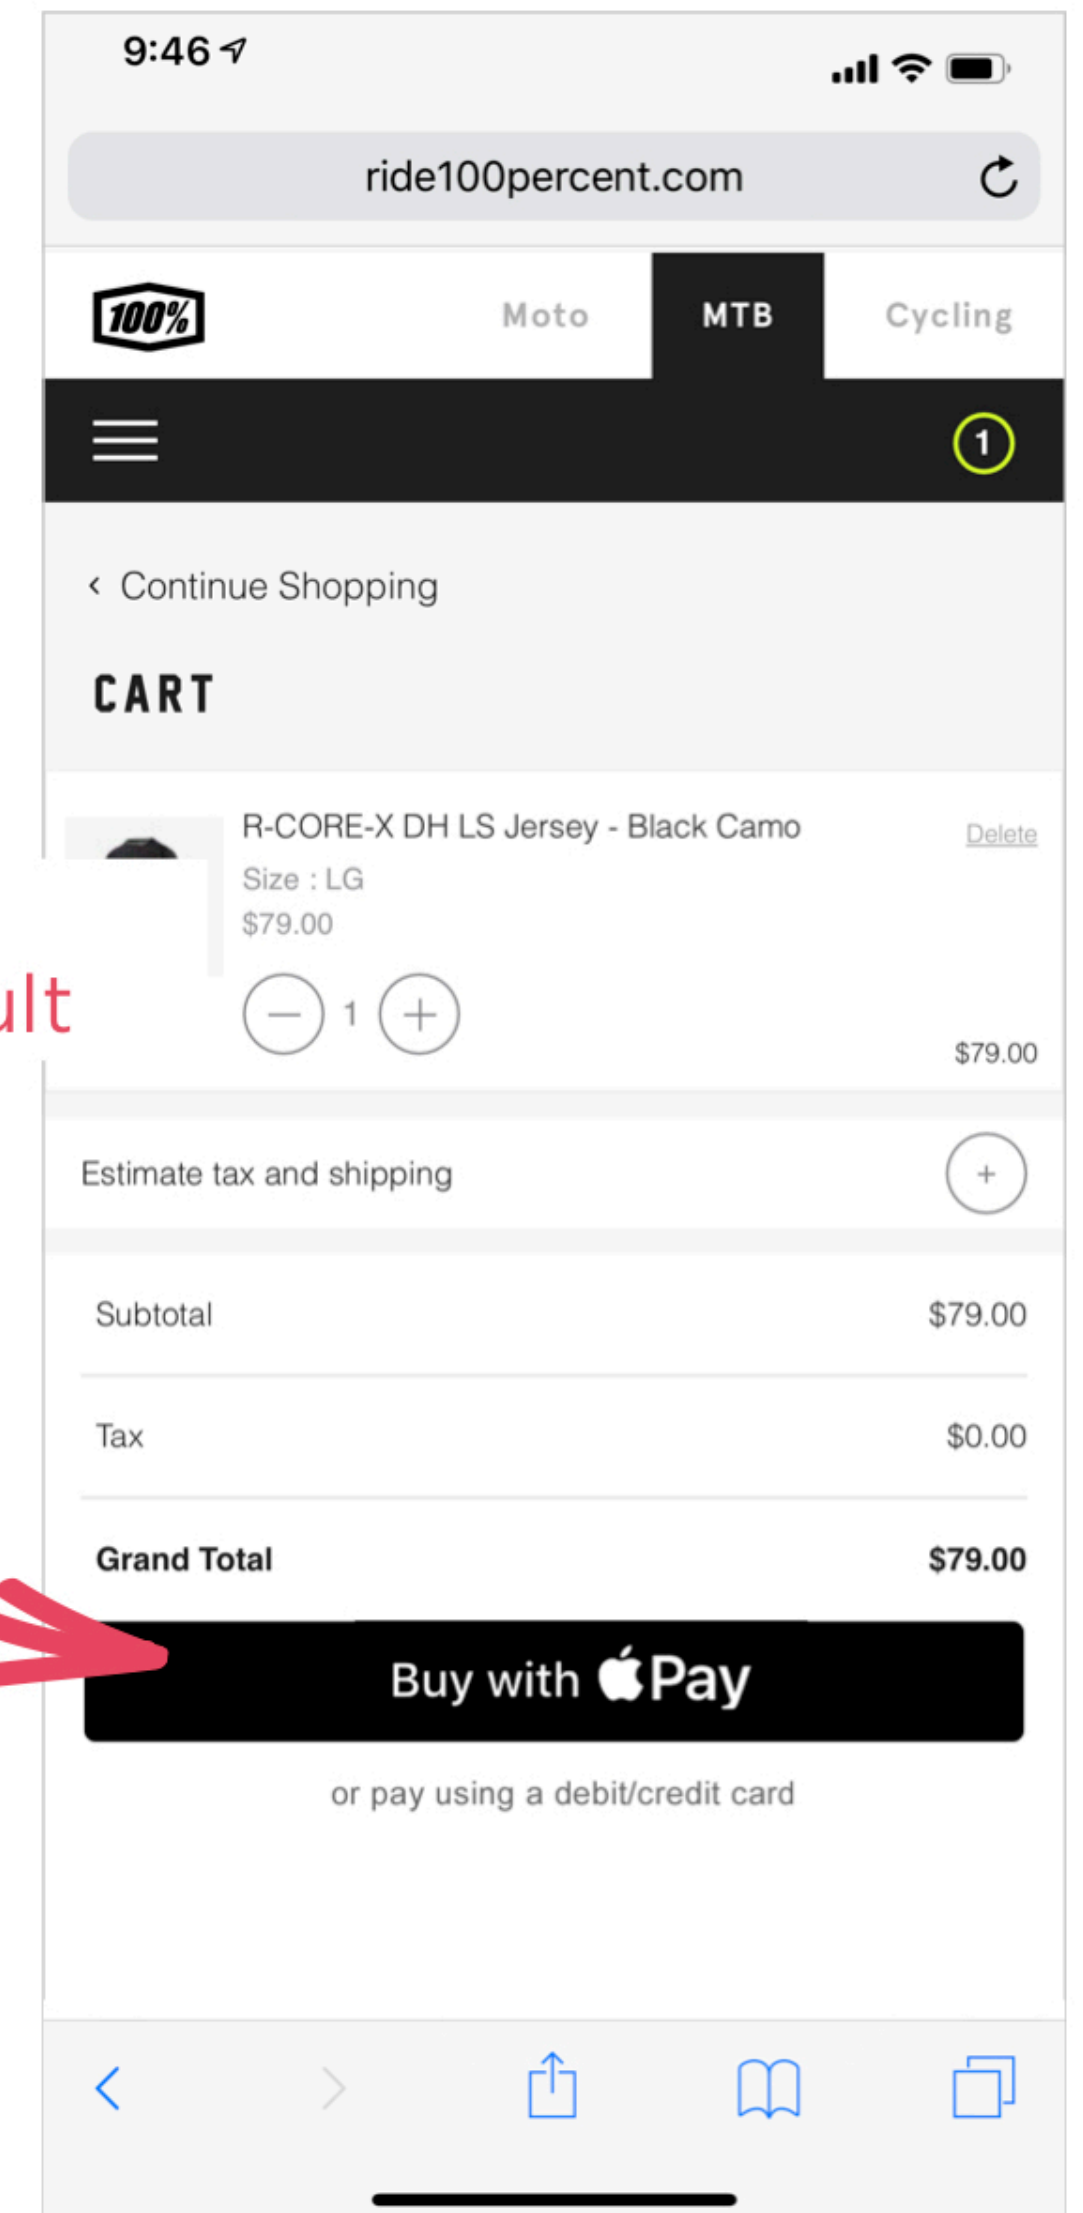 9:46
ride100percent.com
100% Moto MTB Cycling
1
‹ Continue Shopping
CART
R-CORE-X DH LS Jersey - Black Camo Delete
Size : LG
$79.00
1
$79.00
Estimate tax and shipping
Subtotal $79.00
Tax $0.00
Grand Total $79.00
Buy with Pay
or pay using a debit/credit card